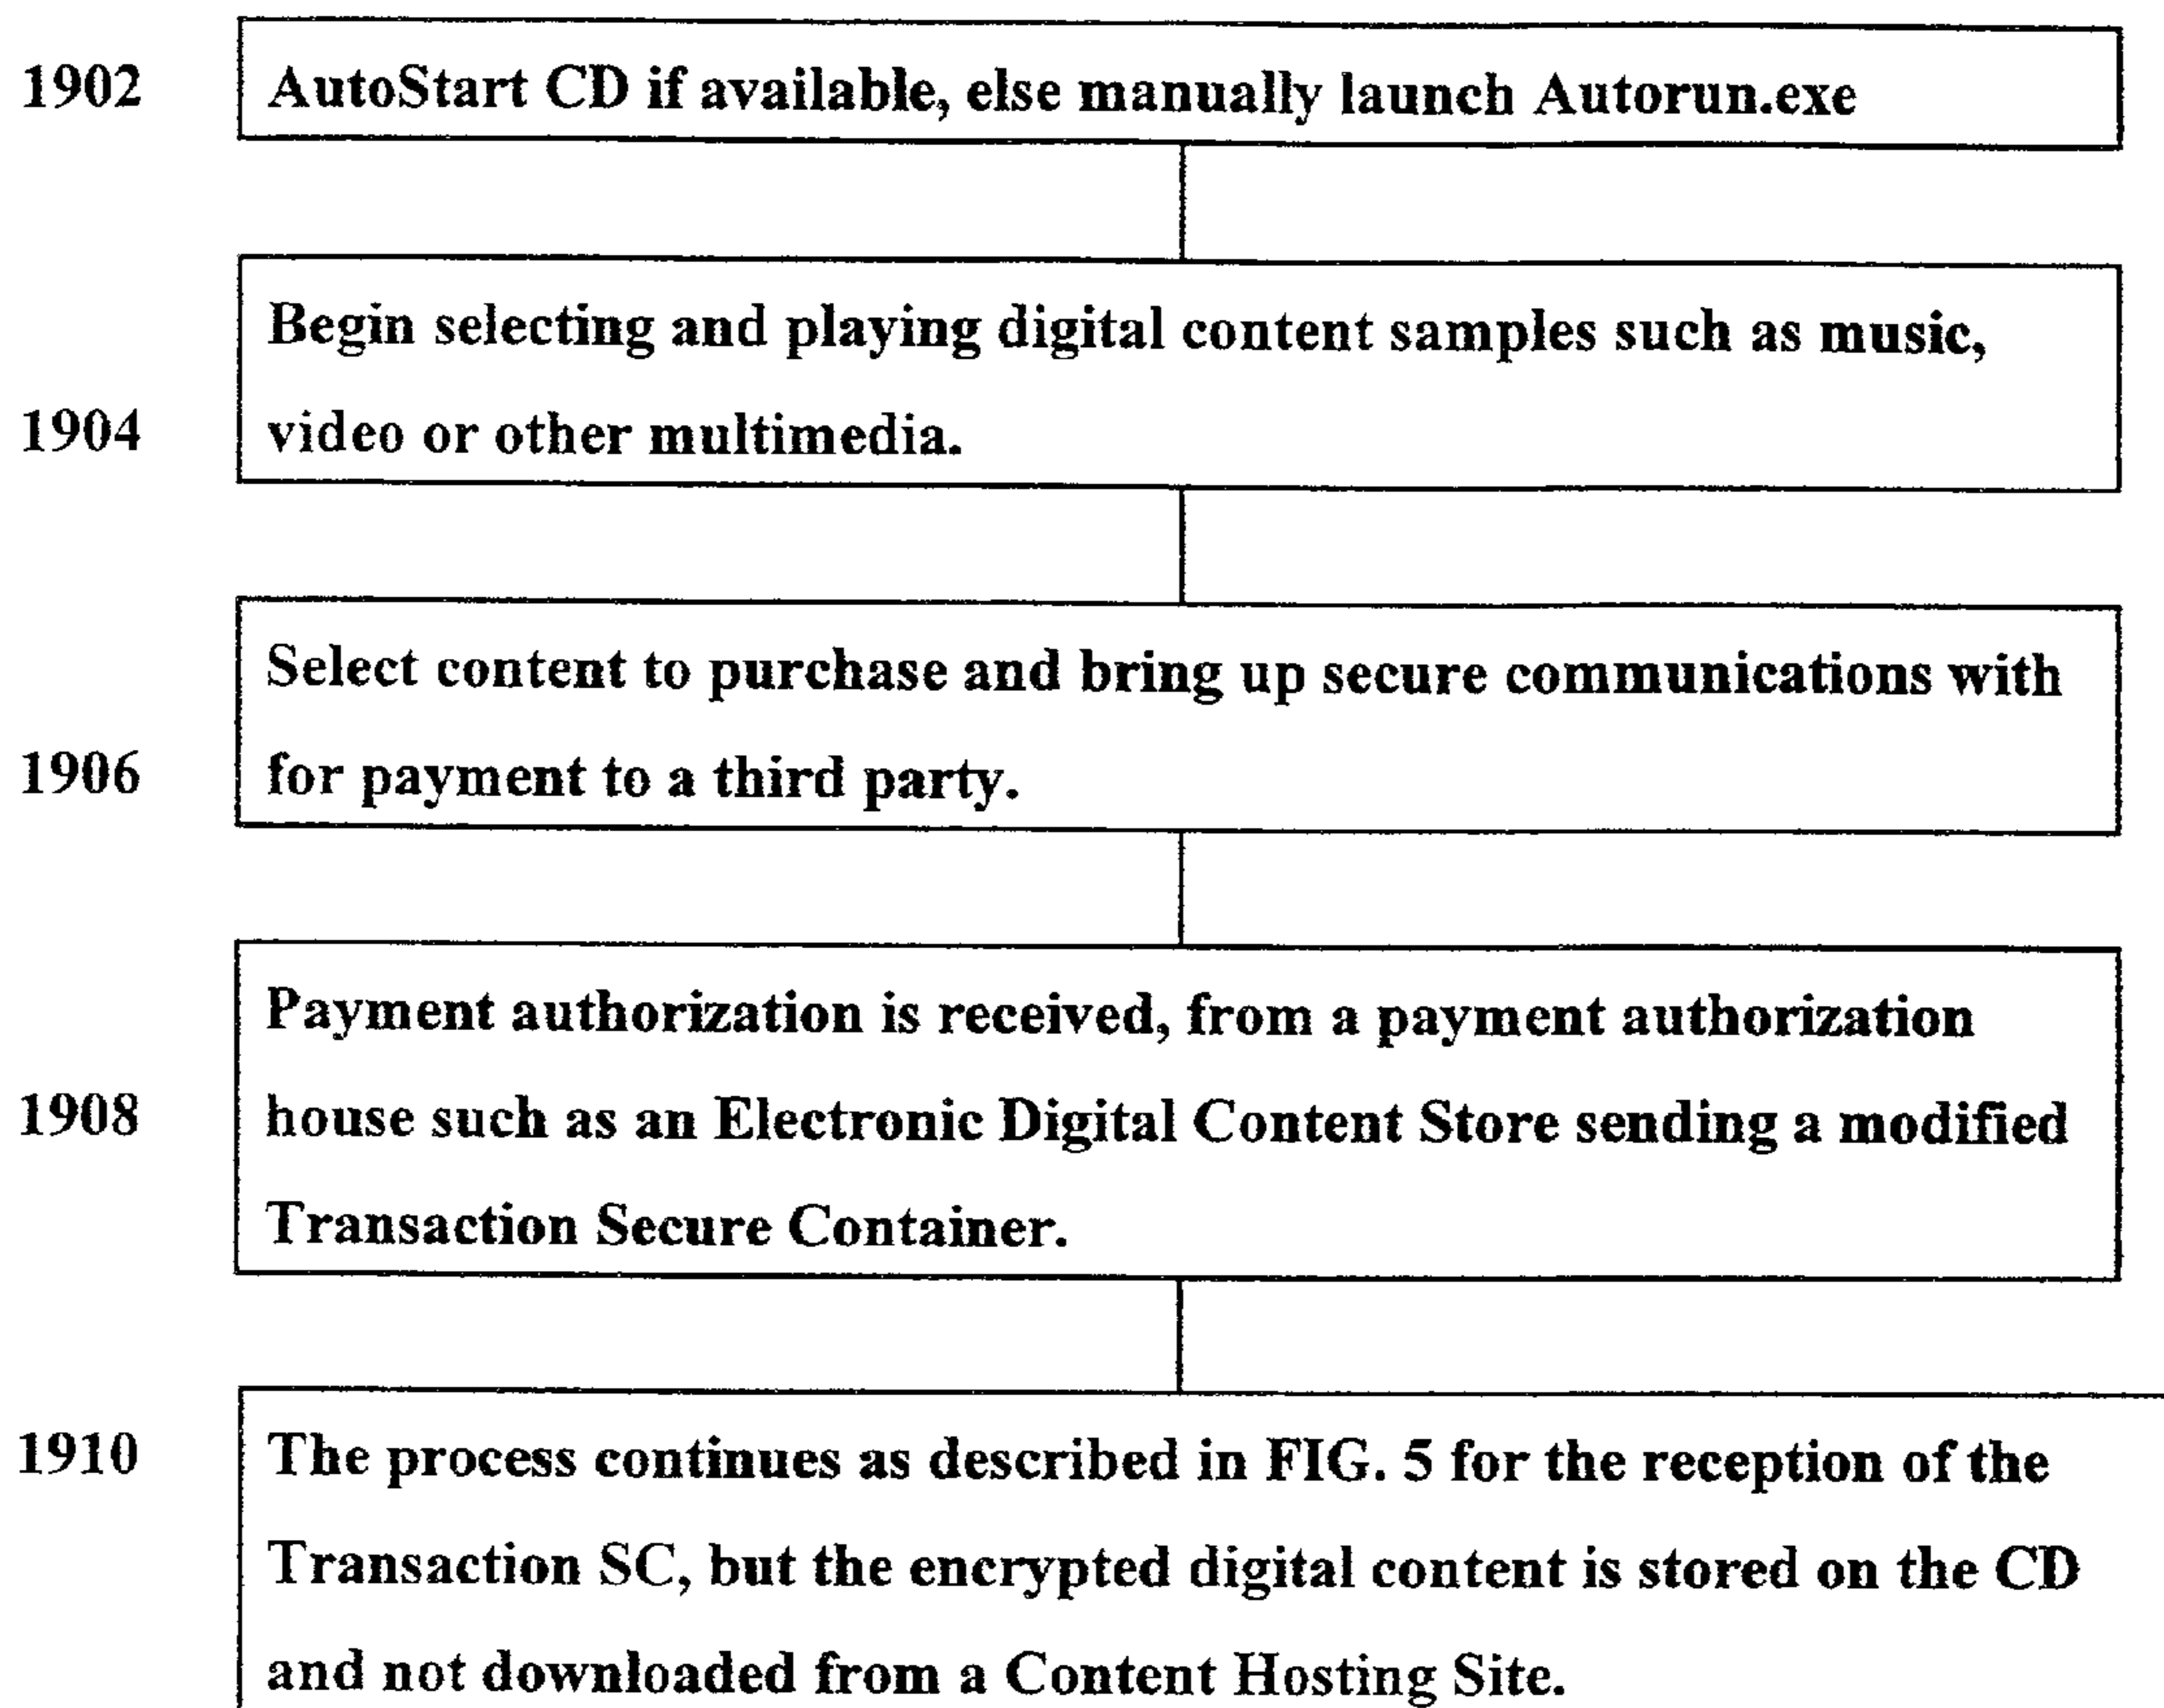 1902 AutoStart CD if available, else manually launch Autorun.exe
Begin selecting and playing digital content samples such as music,
1904 video or other multimedia.
Select content to purchase and bring up secure communications with
1906 for payment to a third party.
Payment authorization is received, from a payment authorization
1908 house such as an Electronic Digital Content Store sending a modified
Transaction Secure Container.
1910 The process continues as described in FIG. 5 for the reception of the
Transaction SC, but the encrypted digital content is stored on the CD
and not downloaded from a Content Hosting Site.